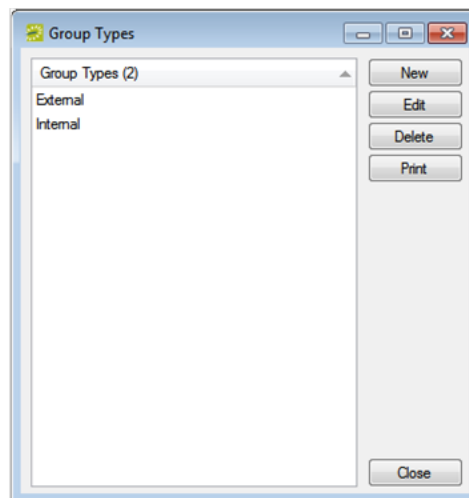 Group Types
Group Types (2)
External
Internal
New
Edit
Delete
Print
Close